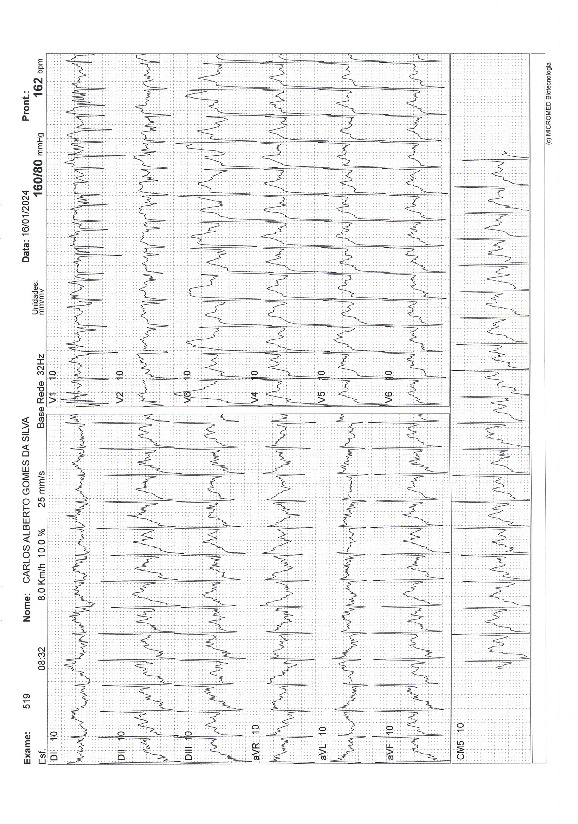 Exame: 519 Nome: CARLOS ALBERTO GOMES DA SILVA Data: 16/01/2024 Pront.:
Esf. 08:32 8.0 Km/h 10.0 % 25 mm/s Base Rede 32Hz Unidades: mm/mV 160/80 mmHg 162 bpm
DI 10
DII 10
DIII 10
aVR 10
aVL 10
aVF 10
V1 10
V2 10
V3 10
V4 10
V5 10
V6 10
CM5 10
(c) MICROMED Biotecnologia